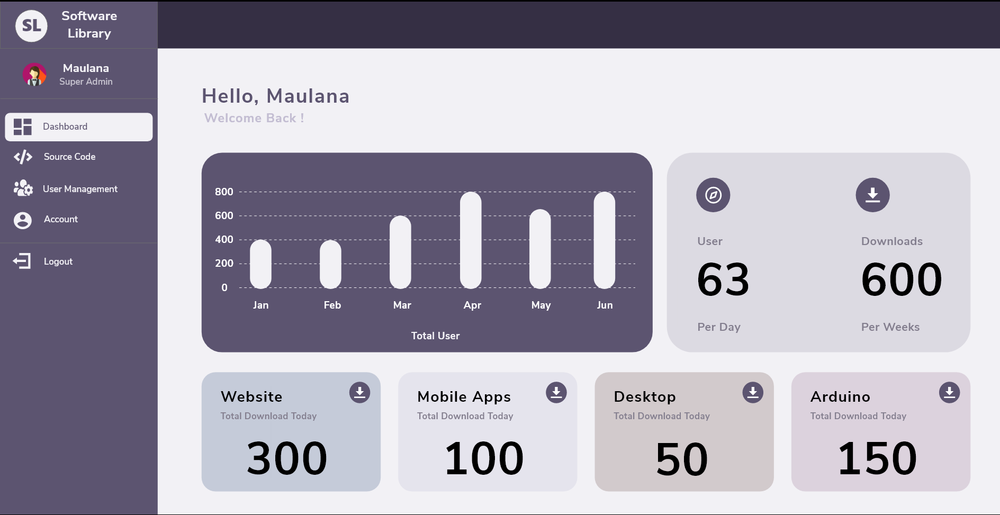 SL
Software
Library
Maulana
Super Admin
Dashboard
Source Code
User Management
Account
Logout
Hello, Maulana
Welcome Back !
800
600
400
200
0
Jan Feb Mar Apr May Jun
Total User
User
63
Per Day
Downloads
600
Per Weeks
Website
Total Download Today
300
Mobile Apps
Total Download Today
100
Desktop
Total Download Today
50
Arduino
Total Download Today
150